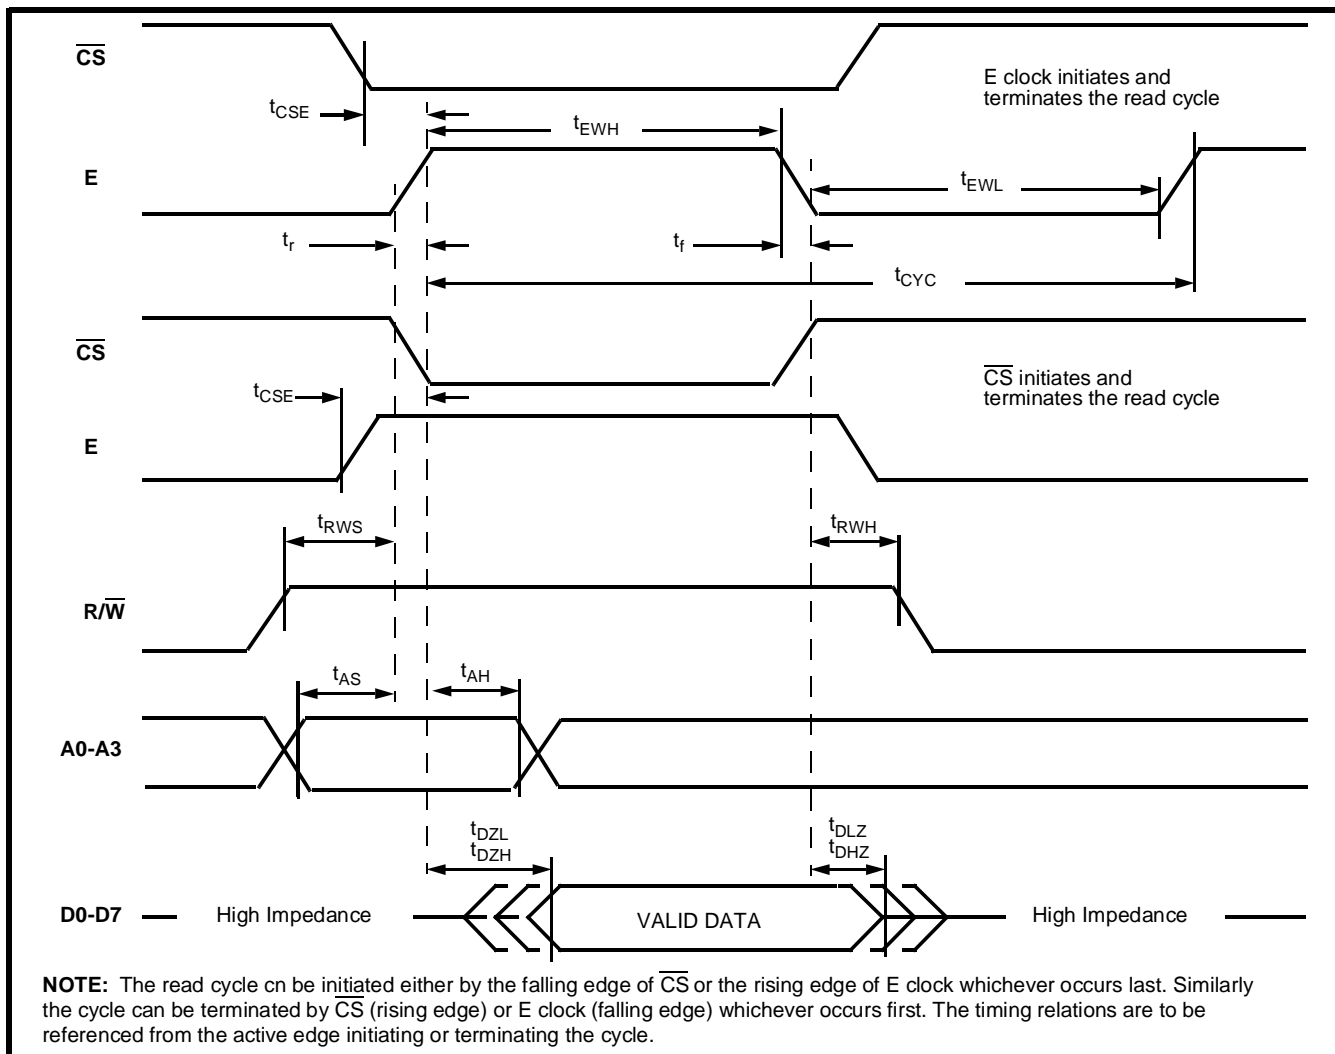 CS
E clock initiates and
terminates the read cycle
tCSE
tEWH
E
tEWL
tr
tf
tCYC
CS
CS initiates and
terminates the read cycle
tCSE
E
tRWS
tRWH
R/W
tAS
tAH
A0-A3
tDZL
tDZH
tDLZ
tDHZ
D0-D7
High Impedance
VALID DATA
High Impedance
NOTE: The read cycle cn be initiated either by the falling edge of CS or the rising edge of E clock whichever occurs last. Similarly
the cycle can be terminated by CS (rising edge) or E clock (falling edge) whichever occurs first. The timing relations are to be
referenced from the active edge initiating or terminating the cycle.